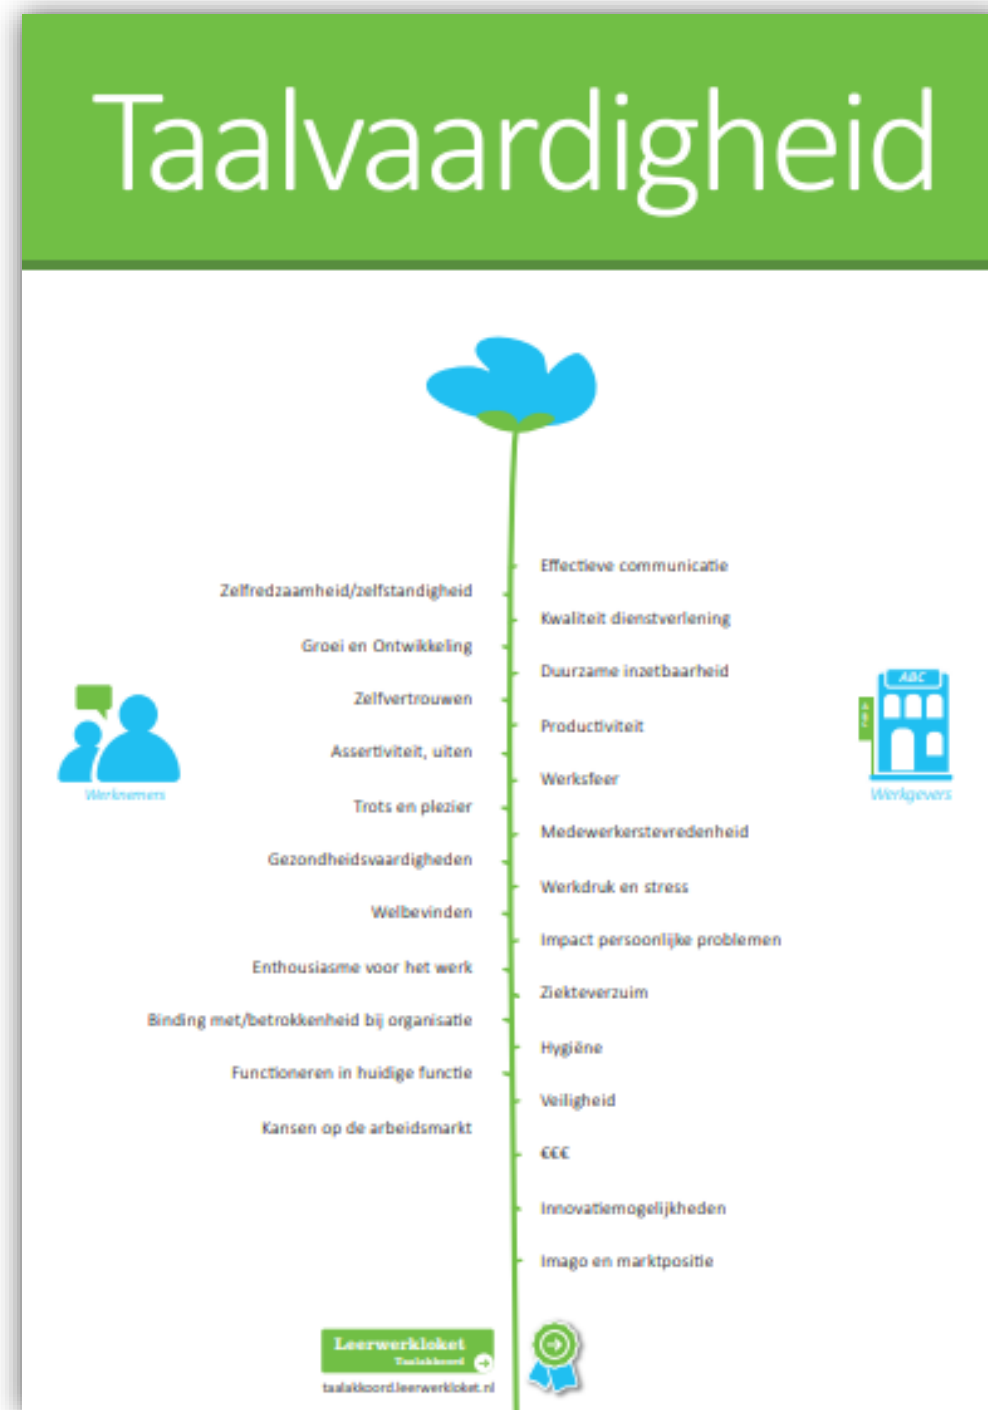 Taalvaardigheid
Zelfredzaamheid/zelfstandigheid
Groei en Ontwikkeling
Zelfvertrouwen
Assertiviteit, uiten
Trots en plezier
Gezondheidsvaardigheden
Welbevinden
Enthousiasme voor het werk
Binding met/betrokkenheid bij organisatie
Functioneren in huidige functie
Kansen op de arbeidsmarkt
Werknemers
Effectieve communicatie
Kwaliteit dienstverlening
Duurzame inzetbaarheid
Productiviteit
Werksfeer
Medewerkerstevredenheid
Werkdruk en stress
Impact persoonlijke problemen
Ziekteverzuim
Hygiëne
Veiligheid
€€€
Innovatiemogelijkheden
Imago en marktpositie
ABC
Werkgevers
Leerwerkloket
Taalakkoord
taalakkoord.leerwerkloket.nl